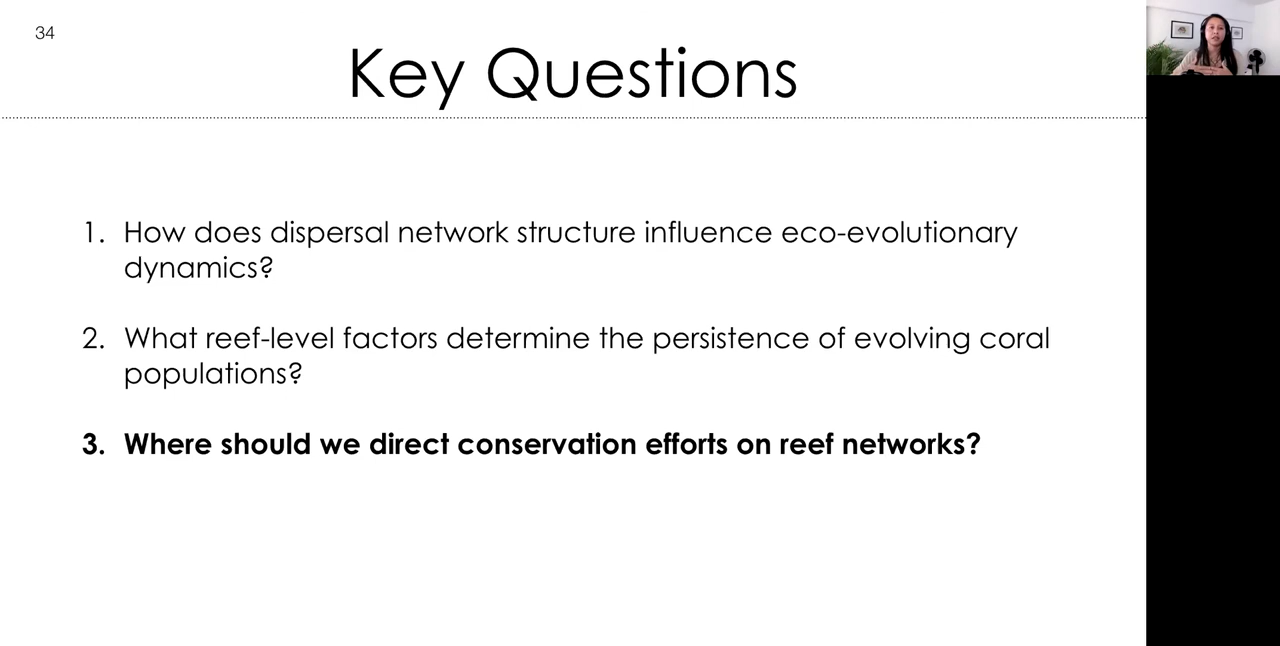 34
Key Questions
1. How does dispersal network structure influence eco-evolutionary
dynamics?
2. What reef-level factors determine the persistence of evolving coral
populations?
3. Where should we direct conservation efforts on reef networks?